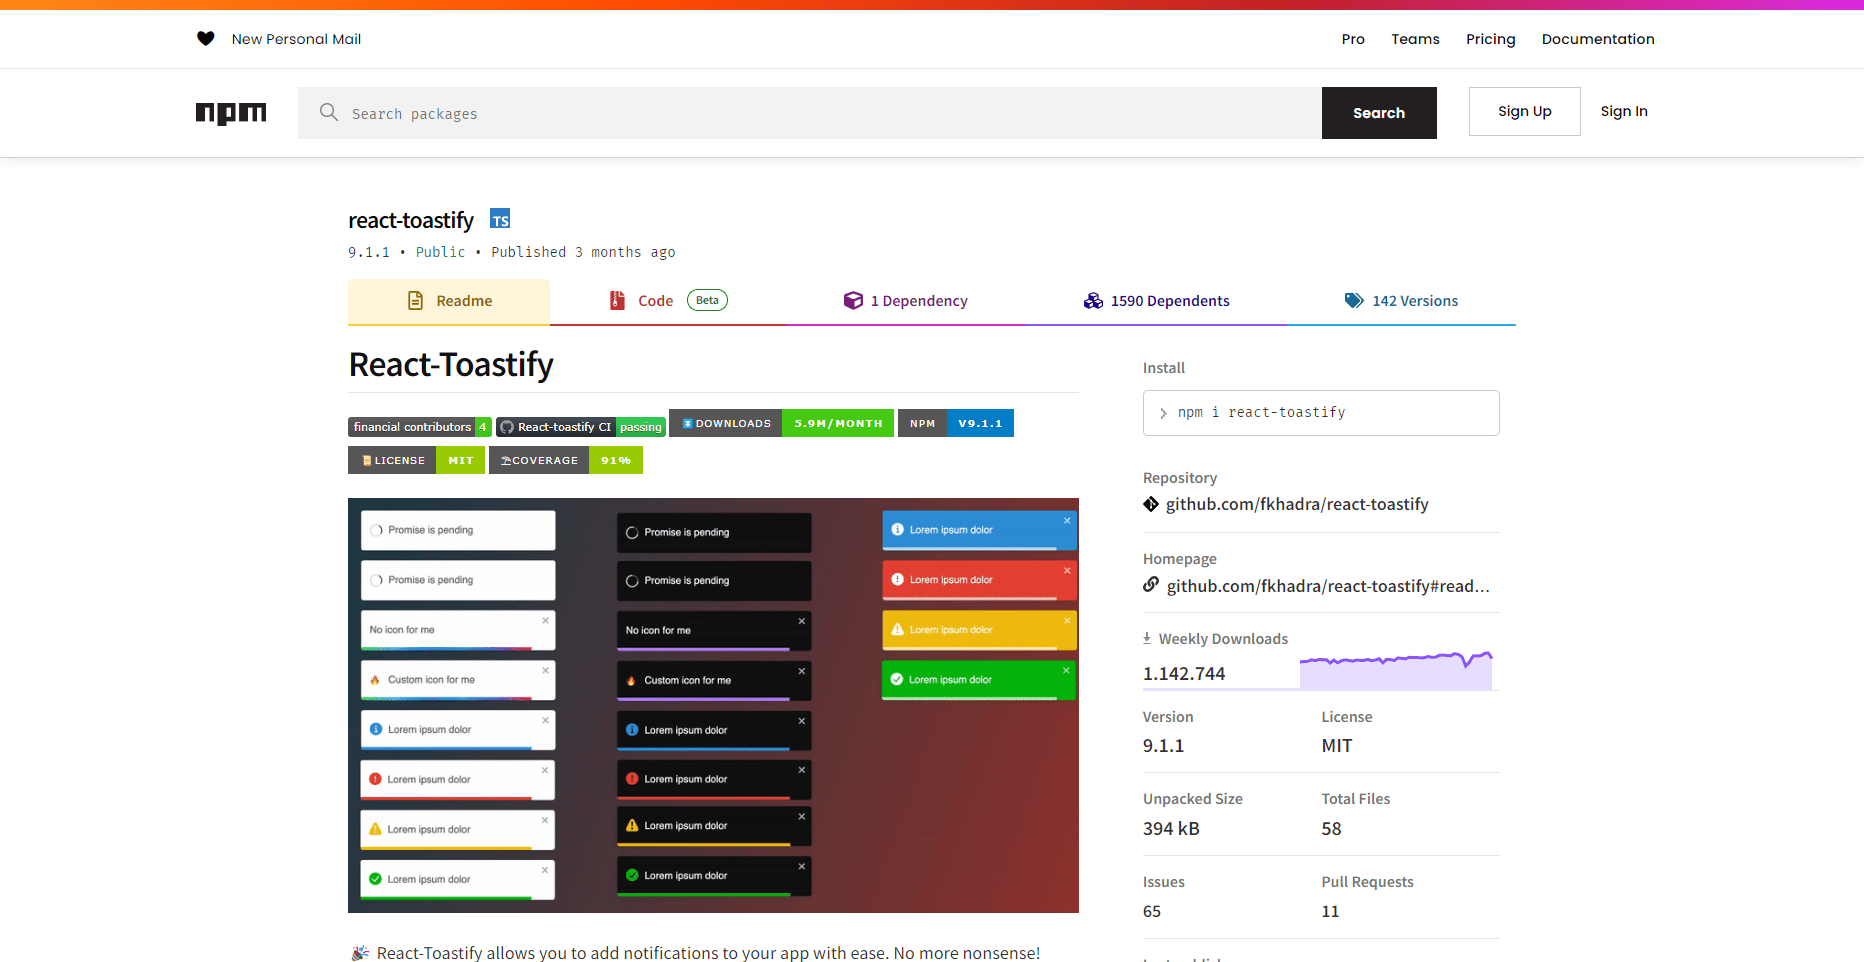 New Personal Mail
Pro Teams Pricing Documentation
npm
Search packages
Search
Sign Up
Sign In
react-toastify TS
9.1.1 • Public • Published 3 months ago
Readme
Code Beta
1 Dependency
1590 Dependents
142 Versions
React-Toastify
financial contributors 4
React-toastify CI passing
DOWNLOADS 5.9M/MONTH
NPM V9.1.1
LICENSE MIT
COVERAGE 91%
Promise is pending
Promise is pending
No icon for me
Custom icon for me
Lorem ipsum dolor
Lorem ipsum dolor
Lorem ipsum dolor
Lorem ipsum dolor
Promise is pending
Promise is pending
No icon for me
Custom icon for me
Lorem ipsum dolor
Lorem ipsum dolor
Lorem ipsum dolor
Lorem ipsum dolor
Lorem ipsum dolor
Lorem ipsum dolor
Lorem ipsum dolor
Lorem ipsum dolor
🎉 React-Toastify allows you to add notifications to your app with ease. No more nonsense!
Install
npm i react-toastify
Repository
github.com/fkhadra/react-toastify
Homepage
github.com/fkhadra/react-toastify#read...
Weekly Downloads
1.142.744
Version
9.1.1
License
MIT
Unpacked Size
394 kB
Total Files
58
Issues
65
Pull Requests
11